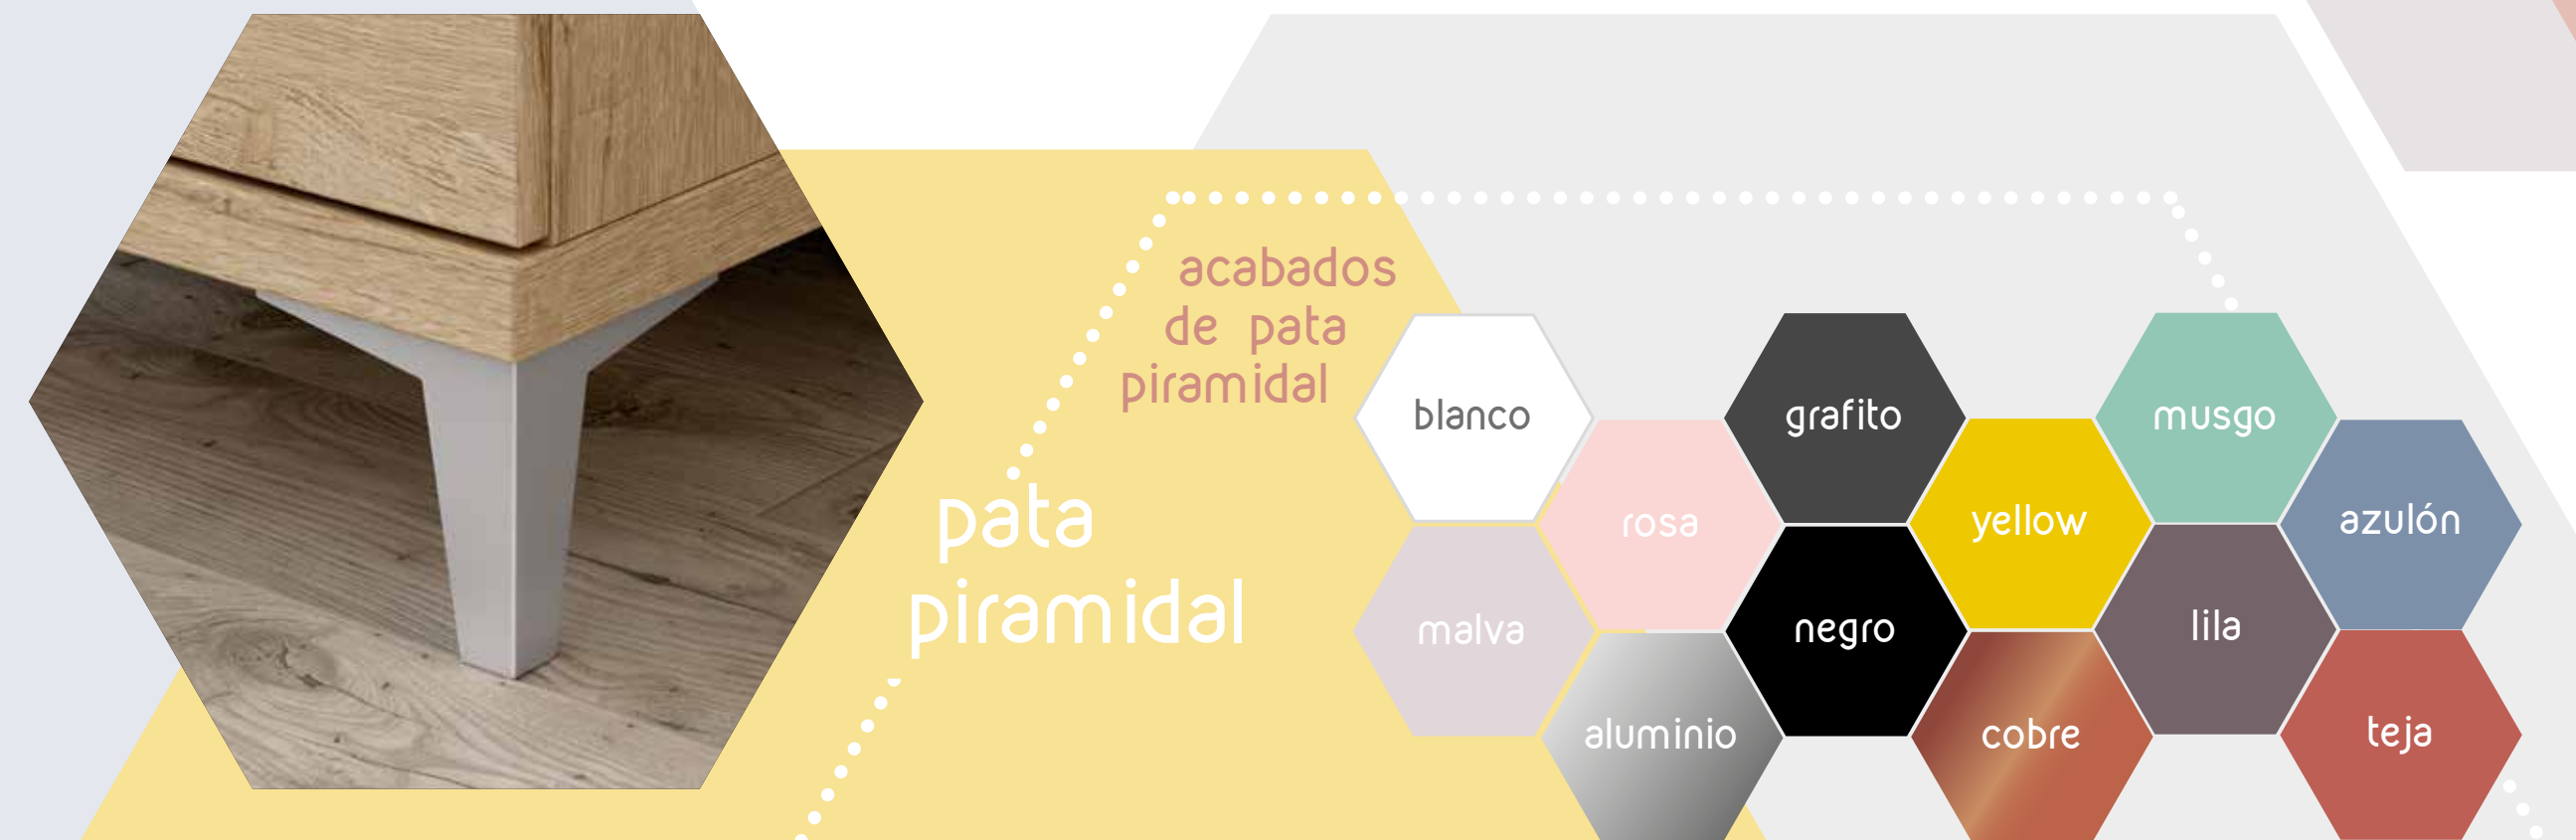 acabados
de pata
piramidal
pata
piramidal
blanco
grafito
musgo
rosa
yellow
azulón
malva
negro
lila
aluminio
cobre
teja